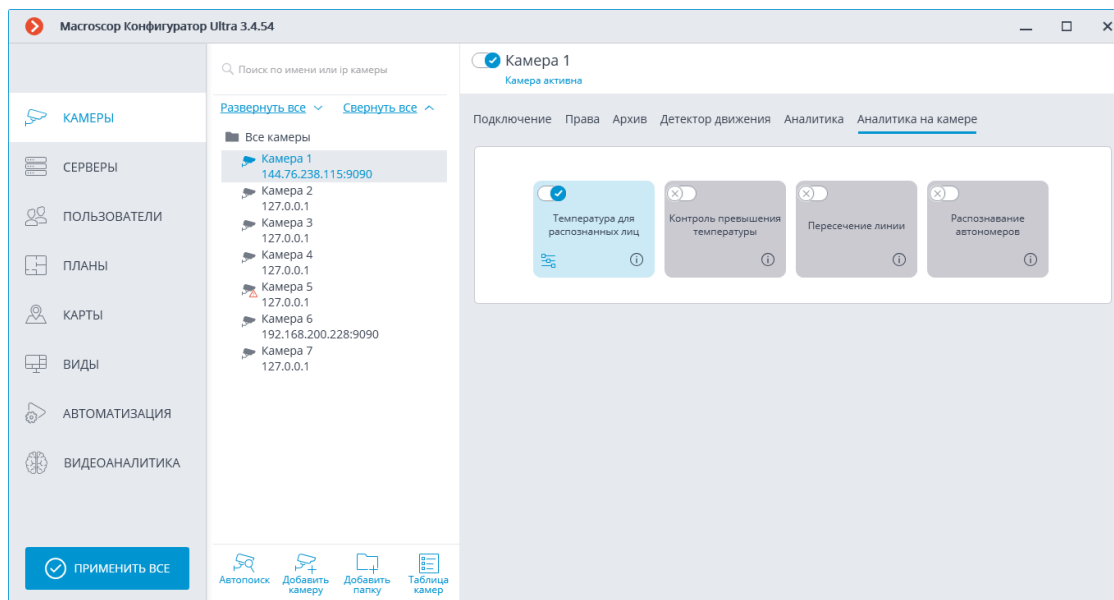 Macroscop Конфигуратор Ultra 3.4.54
КАМЕРЫ
СЕРВЕРЫ
ПОЛЬЗОВАТЕЛИ
ПЛАНЫ
КАРТЫ
ВИДЫ
АВТОМАТИЗАЦИЯ
ВИДЕОАНАЛИТИКА
ПРИМЕНИТЬ ВСЕ
Поиск по имени или ip камеры
Развернуть все Свернуть все
Все камеры
Камера 1
144.76.238.115:9090
Камера 2
127.0.0.1
Камера 3
127.0.0.1
Камера 4
127.0.0.1
Камера 5
127.0.0.1
Камера 6
192.168.200.228:9090
Камера 7
127.0.0.1
Автопоиск
Добавить
камеру
Добавить
папку
Таблица
камер
Камера 1
Камера активна
Подключение Права Архив Детектор движения Аналитика Аналитика на камере
Температура для
распознанных лиц
Контроль превышения
температуры
Пересечение линии
Распознавание
автономеров